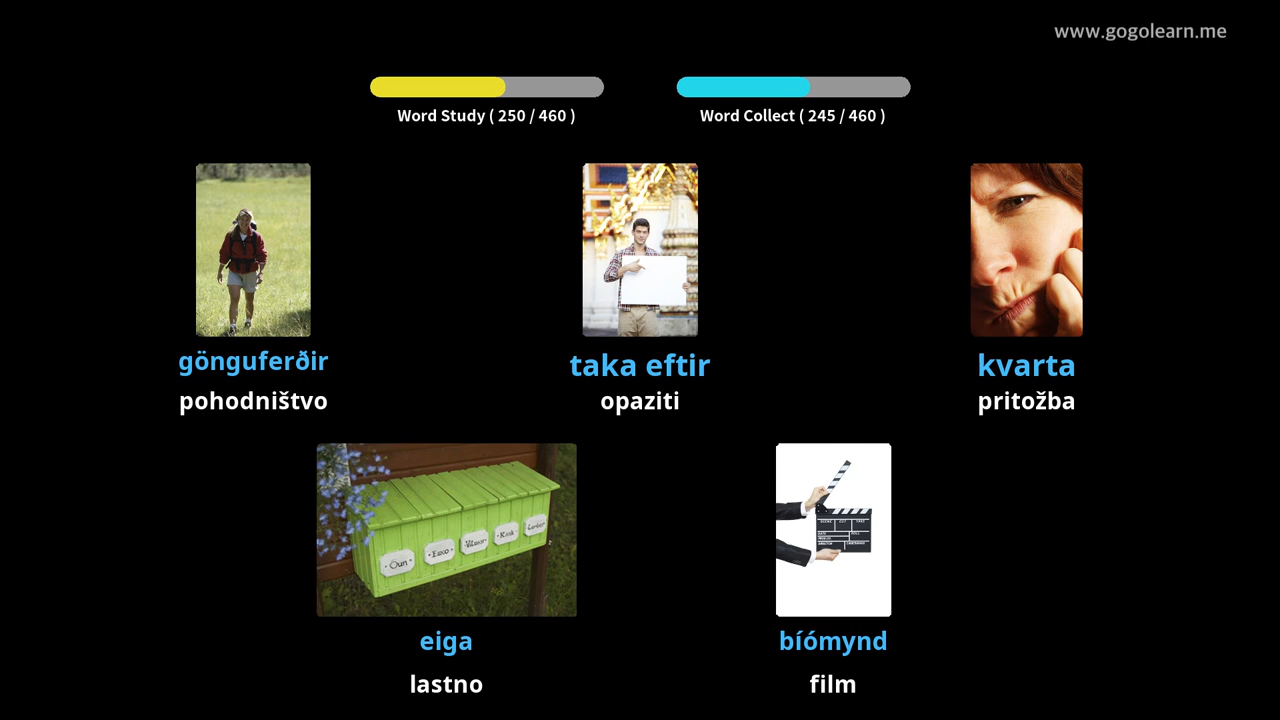 www.gogolearn.me
Word Study ( 250 / 460 )
Word Collect ( 245 / 460 )
gönguferðir
taka eftir
kvarta
pohodništvo
opaziti
pritožba
eiga
bíómynd
lastno
film